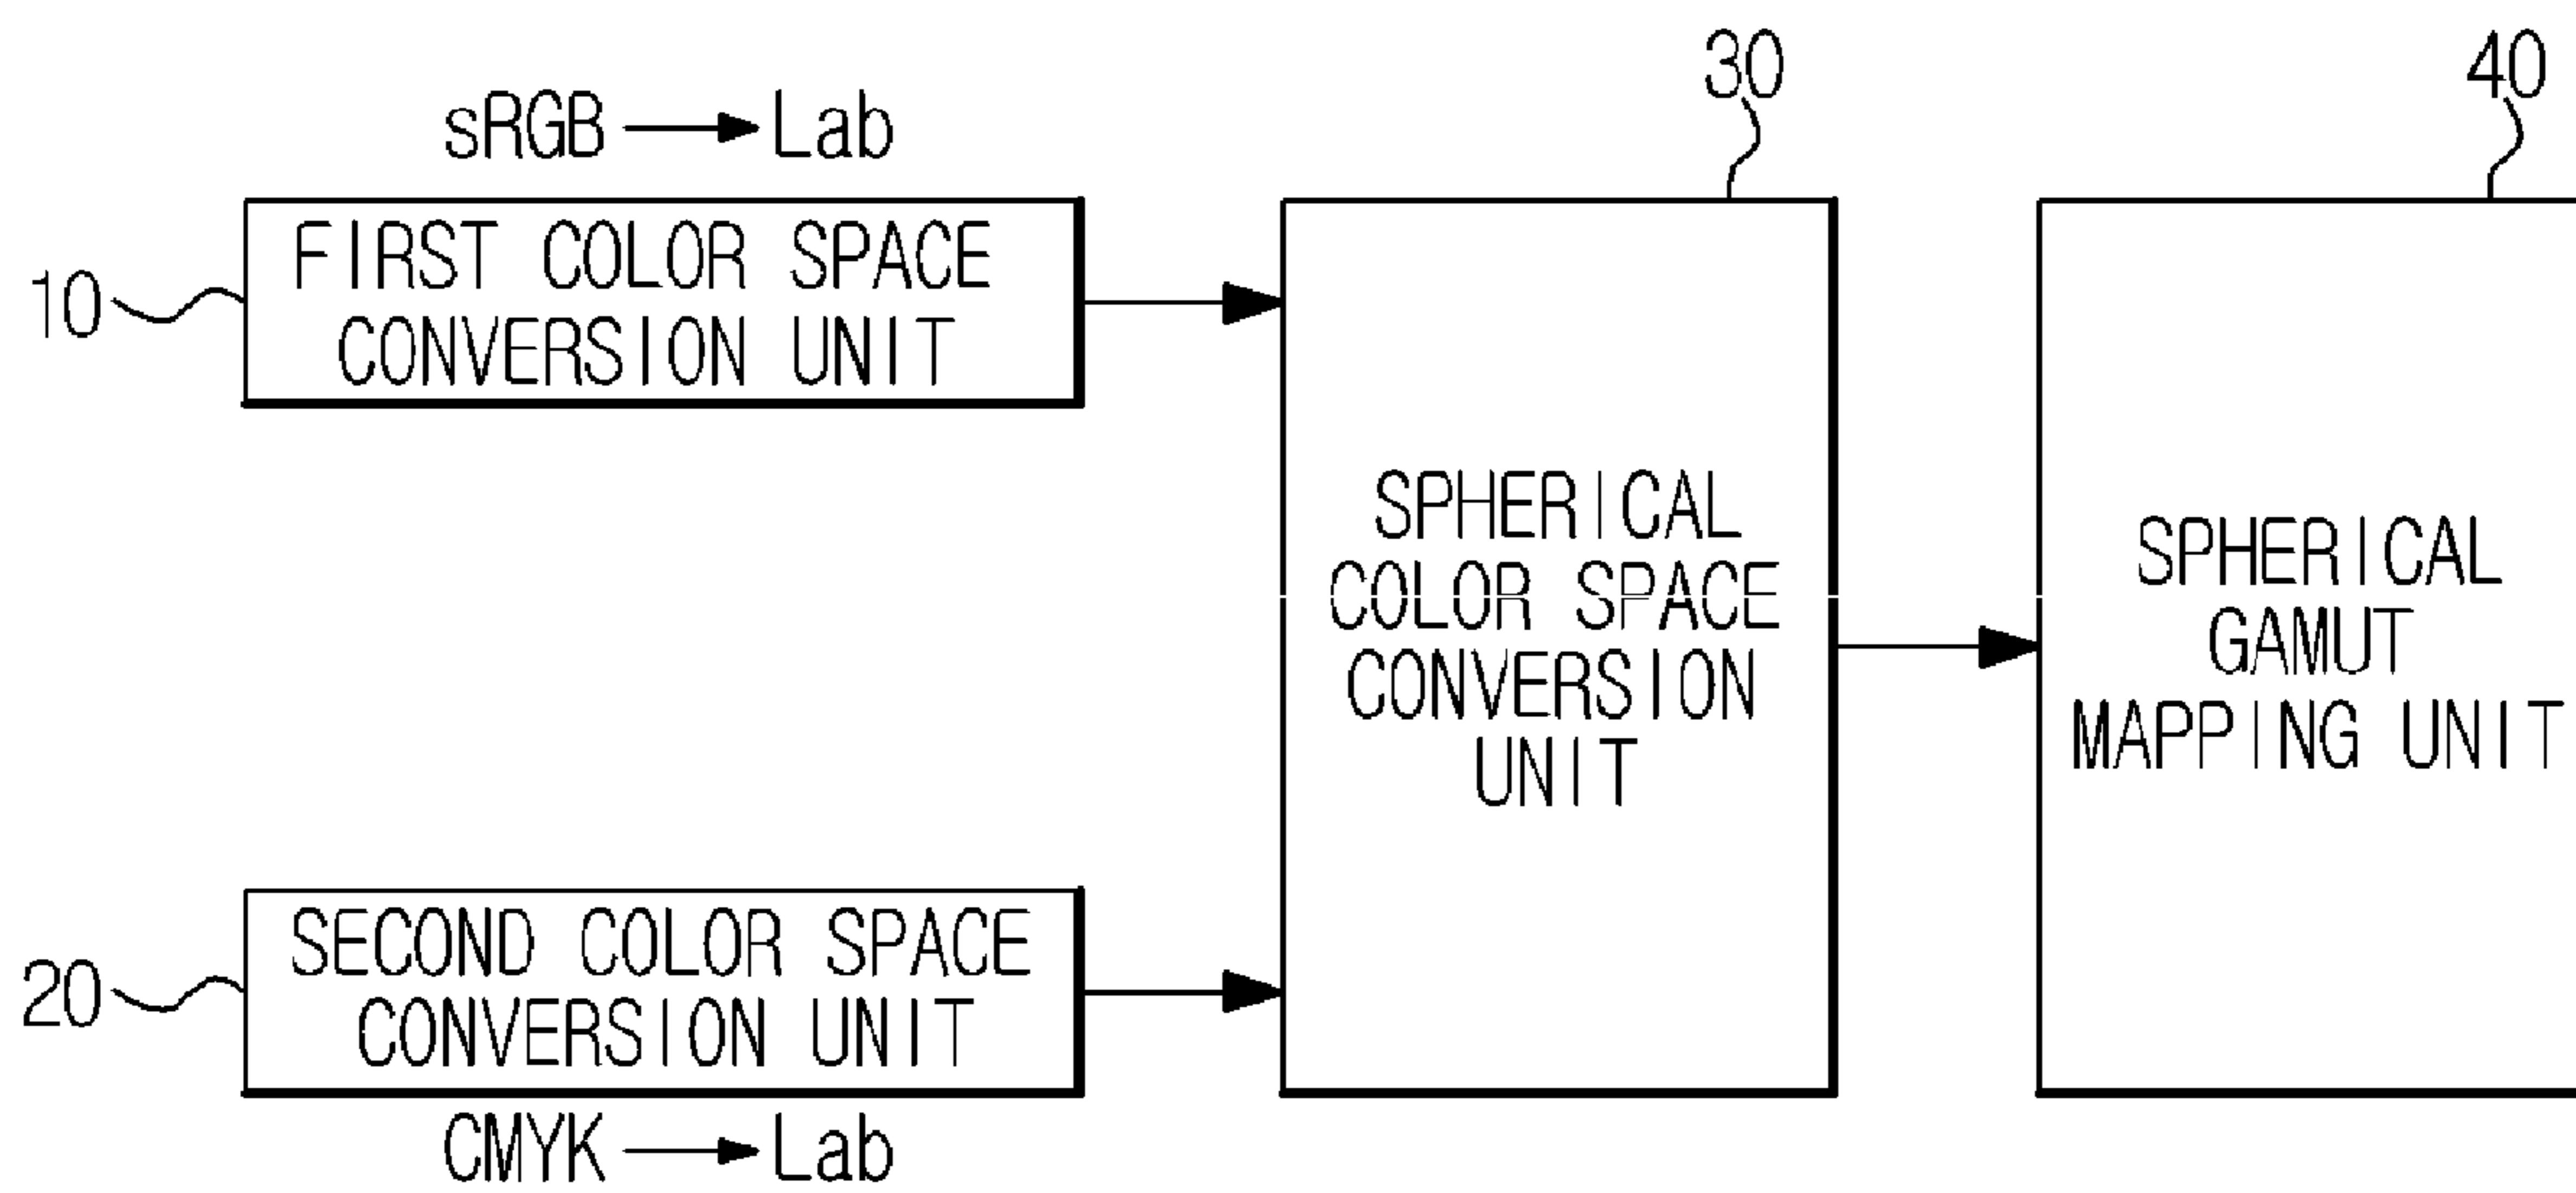 30
40
sRGB → Lab
10
FIRST COLOR SPACE
CONVERSION UNIT
SPHERICAL
COLOR SPACE
CONVERSION
UNIT
SPHERICAL
GAMUT
MAPPING UNIT
20
SECOND COLOR SPACE
CONVERSION UNIT
CMYK → Lab